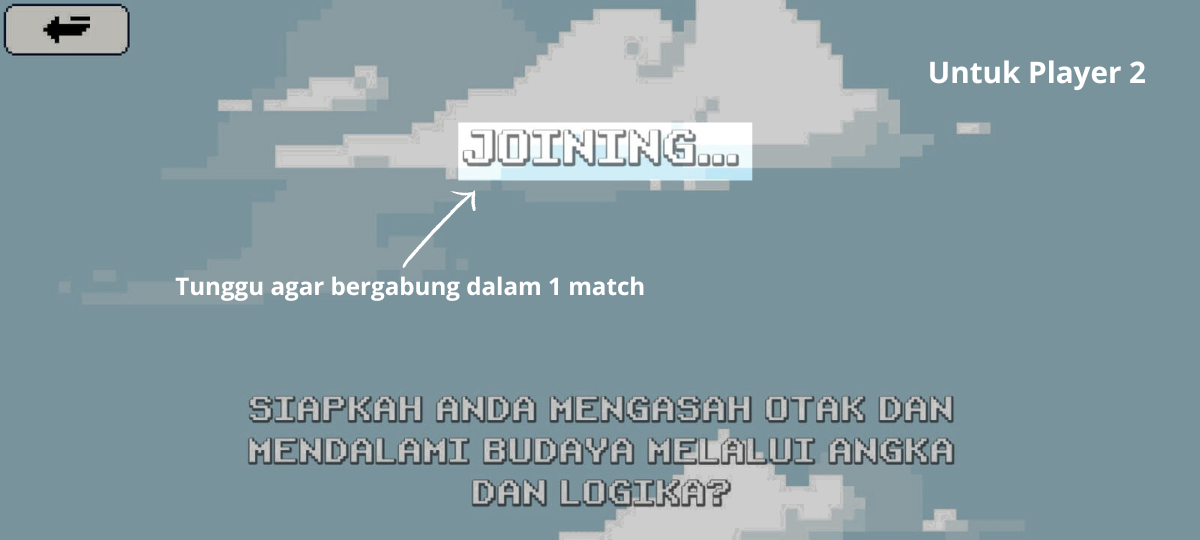 Untuk Player 2
JOINING...
Tunggu agar bergabung dalam 1 match
SIAPKAH ANDA MENGASAH OTAK DAN
MENDALAMI BUDAYA MELALUI ANGKA
DAN LOGIKA?